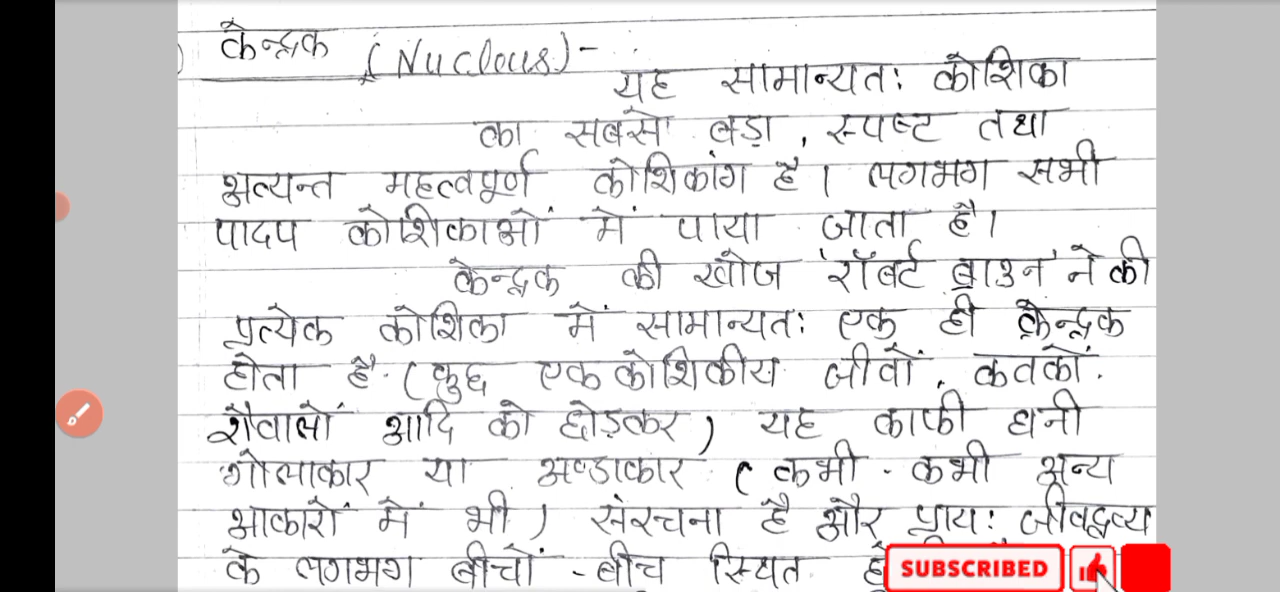 केन्द्रक (Nucleus) -
यह सामान्यतः कोशिका
का सबसे बड़ा, स्पष्ट तथा
अत्यन्त महत्वपूर्ण कोशिकांग है। लगभग सभी
पादप कोशिकाओं में पाया जाता है।
केन्द्रक की खोज 'रॉबर्ट ब्राउन' ने की
प्रत्येक कोशिका में सामान्यतः एक ही केन्द्रक
होता है. (कुछ एककोशिकीय जीवों, कवकों.
शैवालों आदि को छोड़कर) यह काफी घनी
गोलाकार या अण्डाकार (कभी - कभी अन्य
आकारों में भी) संरचना है और प्रायः जीवद्रव्य
के लगभग बीचों - बीच स्थित
SUBSCRIBED